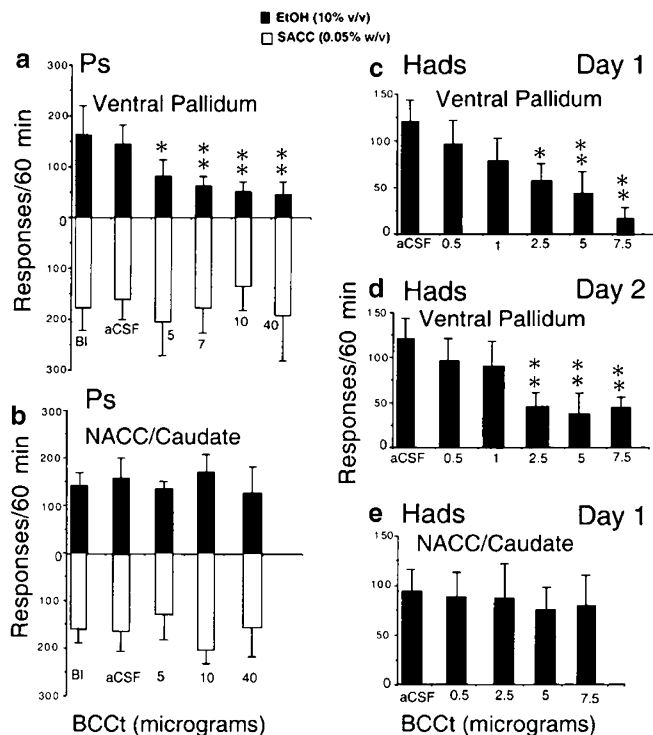 EtOH (10% v/v)
SACC (0.05% w/v)
a
Ps
Ventral Pallidum
300
200
100
0
100
200
300
Responses/60 min
* ** ** **
BI aCSF 5 7 10 40
b
Ps
NACC/Caudate
300
200
100
0
100
200
300
Responses/60 min
BI aCSF 5 10 40
BCCt (micrograms)
c
Hads Day 1
Ventral Pallidum
150
100
50
0
* ** **
aCSF 0.5 1 2.5 5 7.5
d
Hads Day 2
Ventral Pallidum
150
100
50
0
Responses/60 min
** ** **
aCSF 0.5 1 2.5 5 7.5
e
Hads Day 1
NACC/Caudate
150
100
50
0
aCSF 0.5 2.5 5 7.5
BCCt (micrograms)